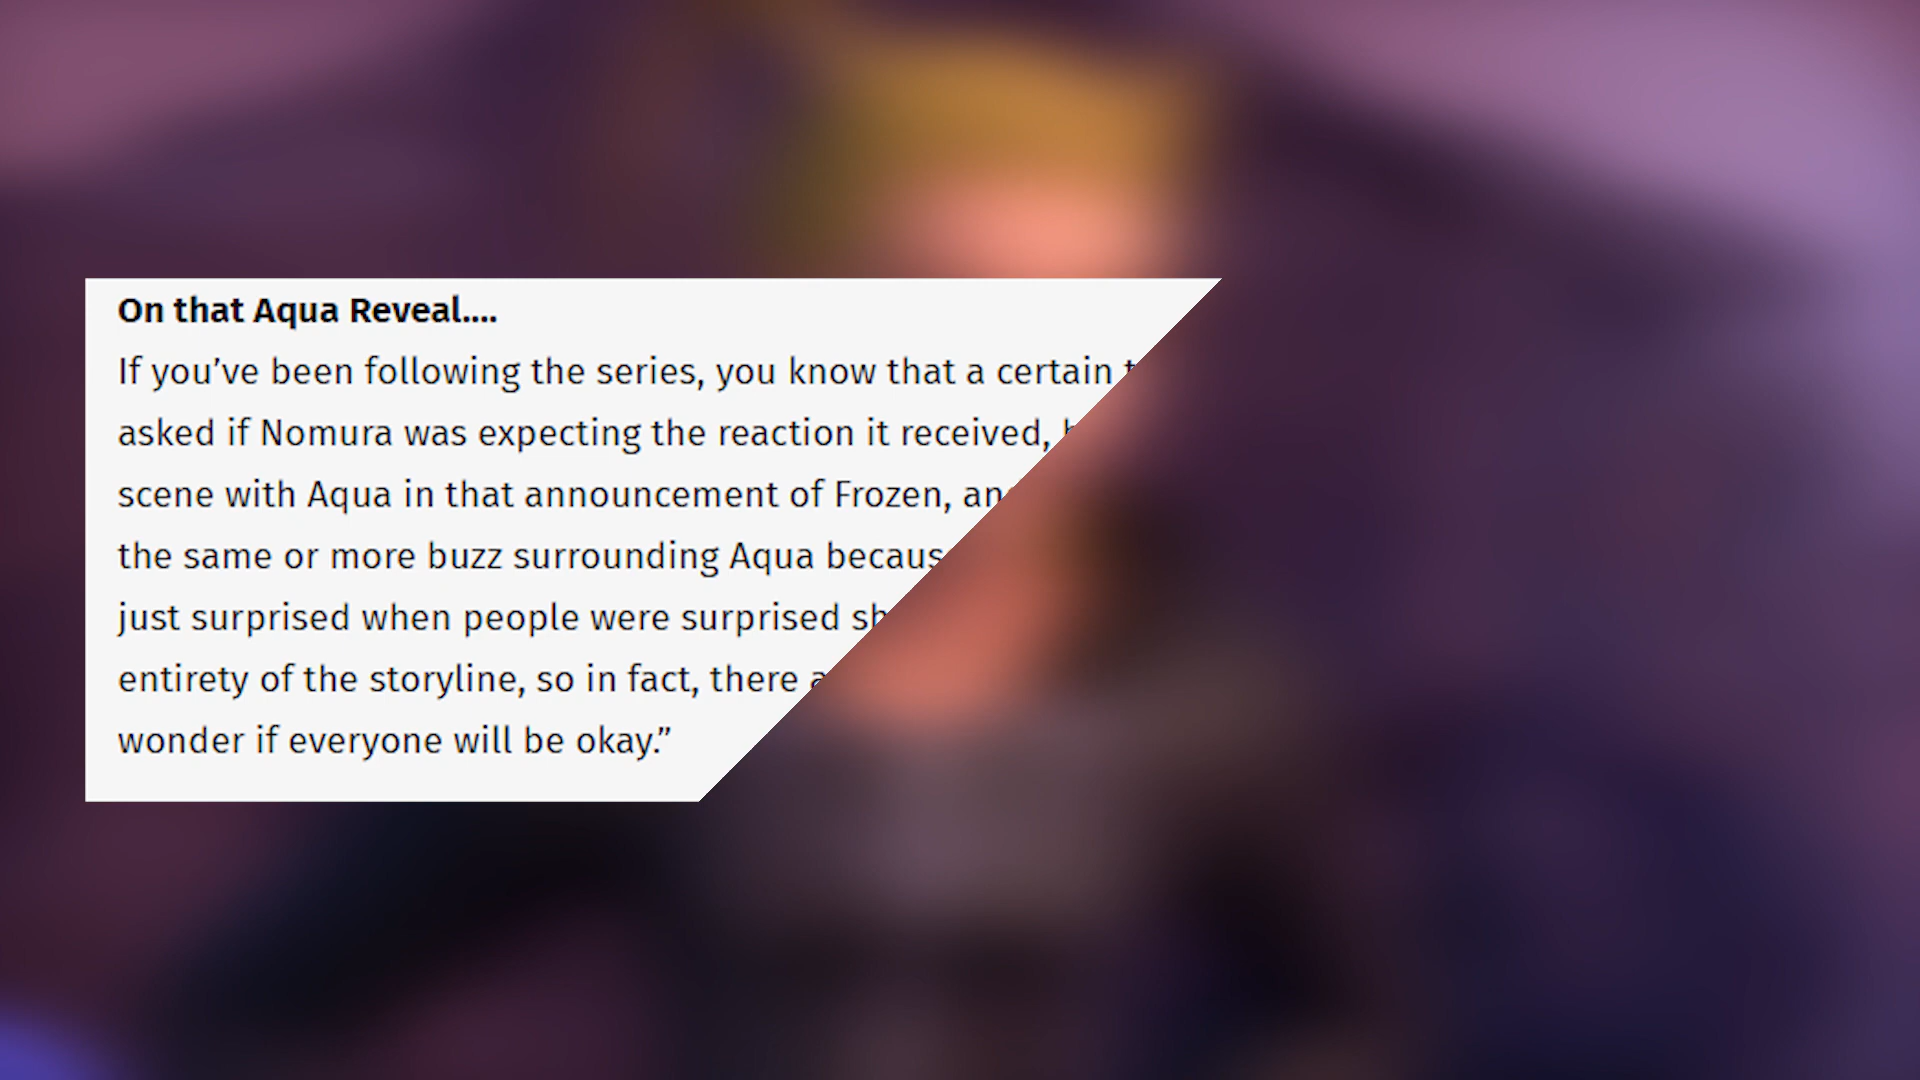 On that Aqua Reveal....
If you’ve been following the series, you know that a certain
asked if Nomura was expecting the reaction it received,
scene with Aqua in that announcement of Frozen,
the same or more buzz surrounding Aqua
just surprised when people were surprised
entirety of the storyline, so in fact, there
wonder if everyone will be okay.”